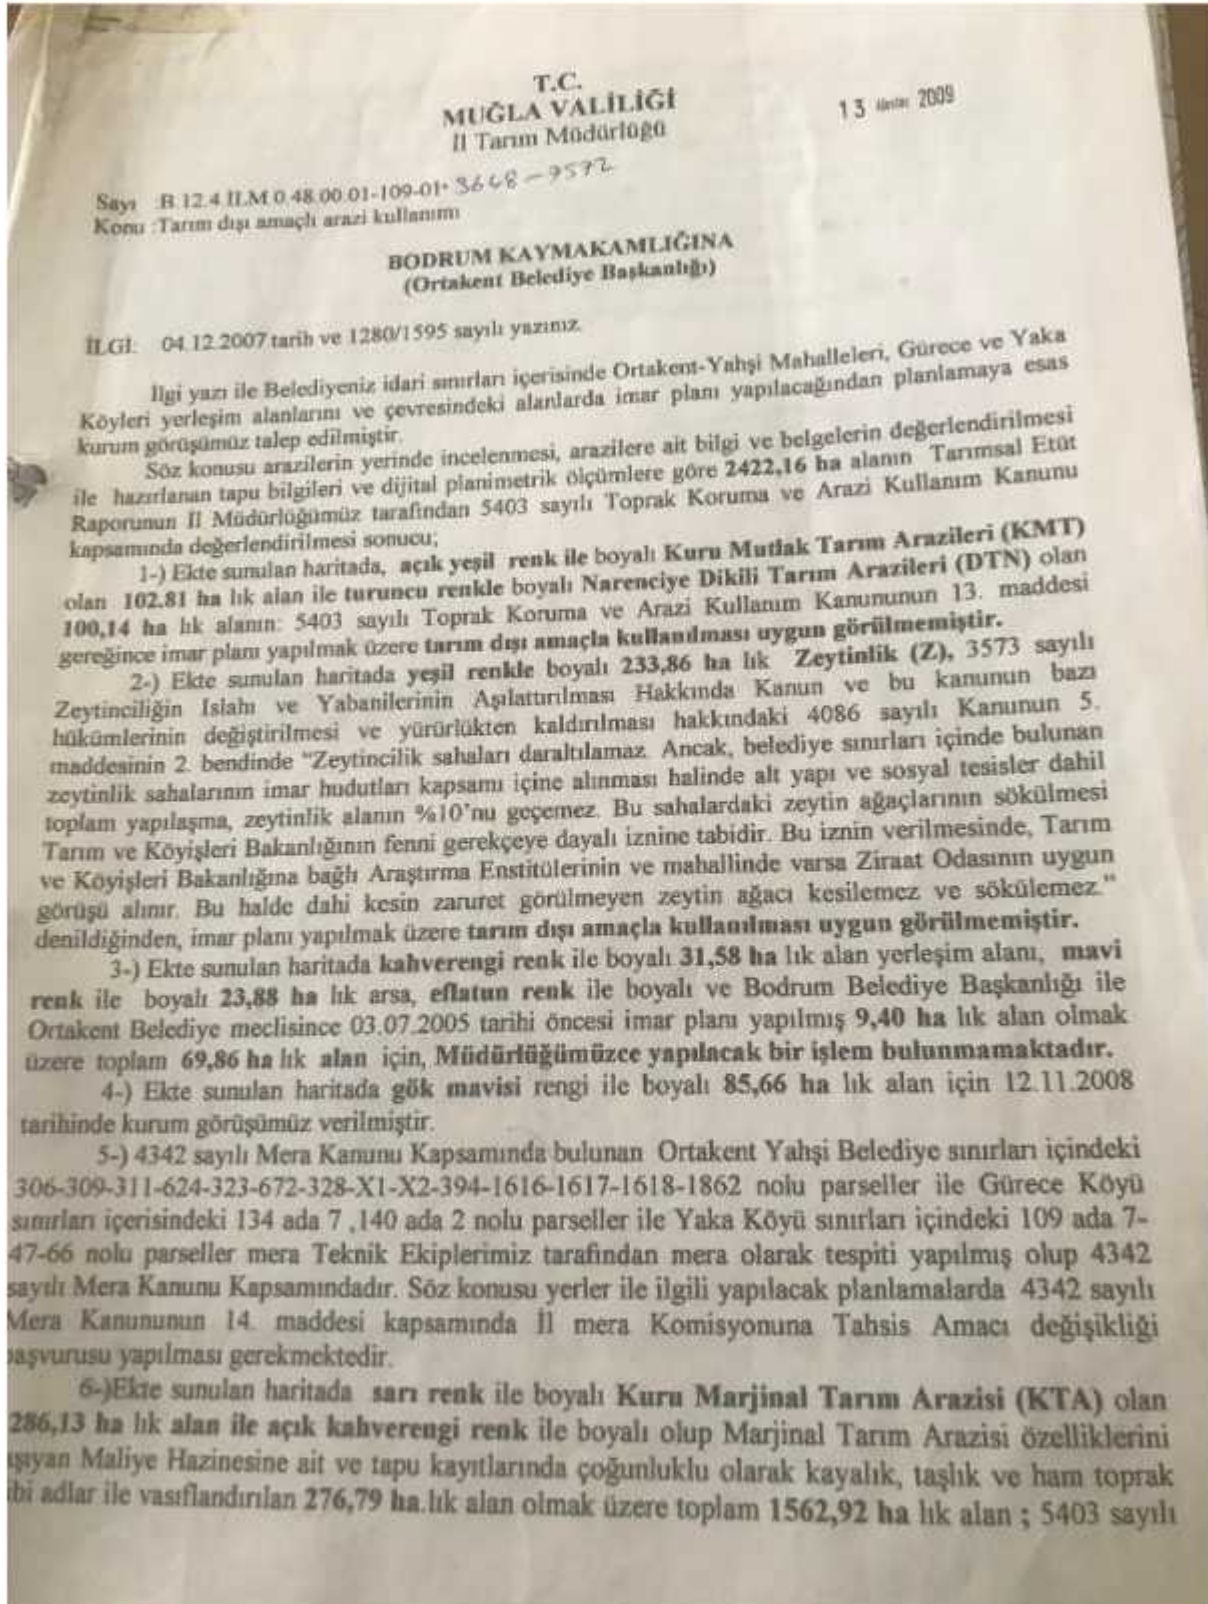 T.C.
MUĞLA VALİLİĞİ
İl Tarım Müdürlüğü
13 2009
Sayı :B.12.4.İLM.0.48.00.01-109-01- 3648-9572
Konu :Tarım dışı amaçlı arazi kullanımı
BODRUM KAYMAKAMLIĞINA
(Ortakent Belediye Başkanlığı)
İLGİ: 04.12.2007 tarih ve 1280/1595 sayılı yazınız.
İlgi yazı ile Belediyeniz idari sınırları içerisinde Ortakent-Yahşi Mahalleleri, Gürece ve Yaka
Köyleri yerleşim alanlarını ve çevresindeki alanlarda imar planı yapılacağından planlamaya esas
kurum görüşümüz talep edilmiştir.
Söz konusu arazilerin yerinde incelenmesi, arazilere ait bilgi ve belgelerin değerlendirilmesi
ile hazırlanan tapu bilgileri ve dijital planimetrik ölçümlere göre 2422,16 ha alanın Tarımsal Etüt
Raporunun İl Müdürlüğümüz tarafından 5403 sayılı Toprak Koruma ve Arazi Kullanım Kanunu
kapsamında değerlendirilmesi sonucu;
1-) Ekte sunulan haritada, açık yeşil renk ile boyalı Kuru Mutlak Tarım Arazileri (KMT)
olan 102.81 ha lık alan ile turuncu renkle boyalı Narenciye Dikili Tarım Arazileri (DTN) olan
100,14 ha lık alanın: 5403 sayılı Toprak Koruma ve Arazi Kullanım Kanununun 13. maddesi
gereğince imar planı yapılmak üzere tarım dışı amaçla kullanılması uygun görülmemiştir.
2-) Ekte sunulan haritada yeşil renkle boyalı 233,86 ha lık Zeytinlik (Z), 3573 sayılı
Zeytinciliğin Islahı ve Yabanilerinin Aşılattırılması Hakkında Kanun ve bu kanunun bazı
hükümlerinin değiştirilmesi ve yürürlükten kaldırılması hakkındaki 4086 sayılı Kanunun 5.
maddesinin 2. bendinde “Zeytincilik sahaları daraltılamaz. Ancak, belediye sınırları içinde bulunan
zeytinlik sahalarının imar hudutları kapsamı içine alınması halinde alt yapı ve sosyal tesisler dahil
toplam yapılaşma, zeytinlik alanın %10’nu geçemez. Bu sahalardaki zeytin ağaçlarının sökülmesi
Tarım ve Köyişleri Bakanlığının fenni gerekçeye dayalı iznine tabidir. Bu iznin verilmesinde, Tarım
ve Köyişleri Bakanlığına bağlı Araştırma Enstitülerinin ve mahallinde varsa Ziraat Odasının uygun
görüşü alınır. Bu halde dahi kesin zaruret görülmeyen zeytin ağacı kesilemez ve sökülemez.”
denildiğinden, imar planı yapılmak üzere tarım dışı amaçla kullanılması uygun görülmemiştir.
3-) Ekte sunulan haritada kahverengi renk ile boyalı 31,58 ha lık alan yerleşim alanı, mavi
renk ile boyalı 23,88 ha lık arsa, eflatun renk ile boyalı ve Bodrum Belediye Başkanlığı ile
Ortakent Belediye meclisince 03.07.2005 tarihi öncesi imar planı yapılmış 9,40 ha lık alan olmak
üzere toplam 69,86 ha lık alan için, Müdürlüğümüzce yapılacak bir işlem bulunmamaktadır.
4-) Ekte sunulan haritada gök mavisi rengi ile boyalı 85,66 ha lık alan için 12.11.2008
tarihinde kurum görüşümüz verilmiştir.
5-) 4342 sayılı Mera Kanunu Kapsamında bulunan Ortakent Yahşi Belediye sınırları içindeki
306-309-311-624-323-672-328-X1-X2-394-1616-1617-1618-1862 nolu parseller ile Gürece Köyü
sınırları içerisindeki 134 ada 7 ,140 ada 2 nolu parseller ile Yaka Köyü sınırları içindeki 109 ada 7-
47-66 nolu parseller mera Teknik Ekiplerimiz tarafından mera olarak tespiti yapılmış olup 4342
sayılı Mera Kanunu Kapsamındadır. Söz konusu yerler ile ilgili yapılacak planlamalarda 4342 sayılı
Mera Kanununun 14. maddesi kapsamında İl mera Komisyonuna Tahsis Amacı değişikliği
başvurusu yapılması gerekmektedir.
6-)Ekte sunulan haritada sarı renk ile boyalı Kuru Marjinal Tarım Arazisi (KTA) olan
286,13 ha lık alan ile açık kahverengi renk ile boyalı olup Marjinal Tarım Arazisi özelliklerini
şıyan Maliye Hazinesine ait ve tapu kayıtlarında çoğunluklu olarak kayalık, taşlık ve ham toprak
ibi adlar ile vasıflandırılan 276,79 ha.lık alan olmak üzere toplam 1562,92 ha lık alan ; 5403 sayılı